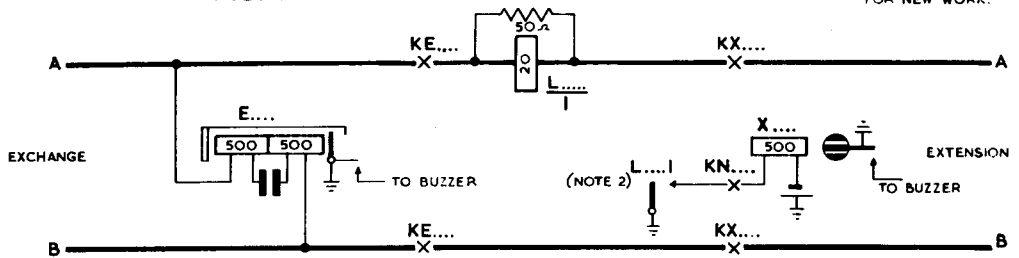 FOR NEW WORK.
50Ω
KE....
KX....
A
20
A
L.....
1
E....
X....
500
500
500
EXCHANGE
EXTENSION
L....1
KN....
(NOTE 2)
TO BUZZER
TO BUZZER
KE....
KX....
B
B